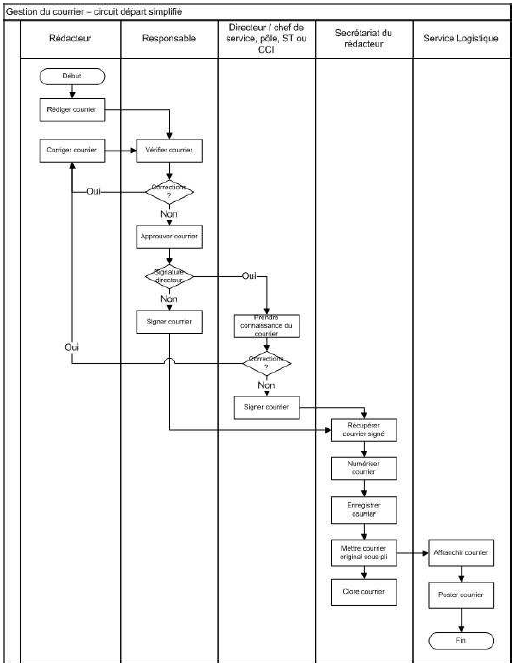 Gestion du courrier – circuit départ simplifié
Rédacteur
Responsable
Directeur / chef de
service, pôle, ST ou
CCI
Secrétariat du
rédacteur
Service Logistique
Début
Rédiger courrier
Corriger courrier
Vérifier courrier
Corrections
?
Oui
Non
Approuver courrier
Signature
directeur
Oui
Non
Signer courrier
Prendre
connaissance du
courrier
Oui
Corrections
?
Non
Signer courrier
Récupérer
courrier signé
Numériser
courrier
Enregistrer
courrier
Mettre courrier
original sous pli
Affranchir courrier
Clore courrier
Poster courrier
Fin